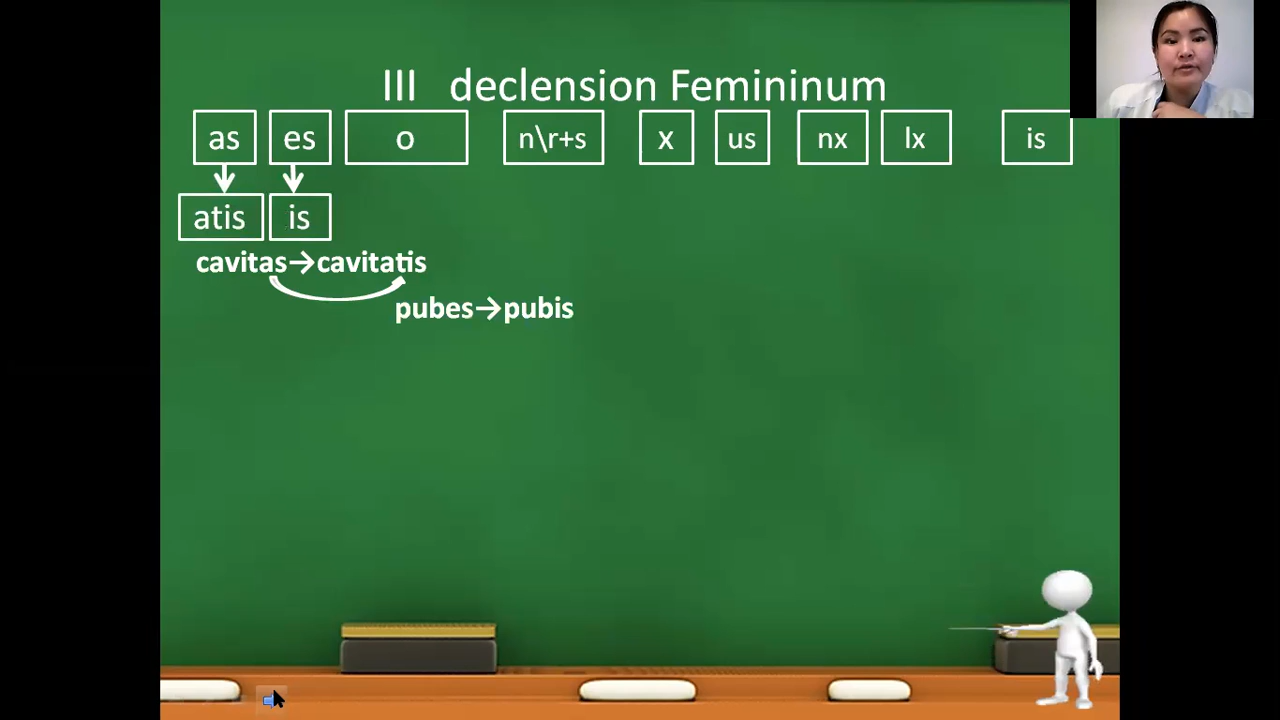 III declension Femininum
as es o n\r+s x us nx lx is
atis is
cavitas→cavitatis
pubes→pubis